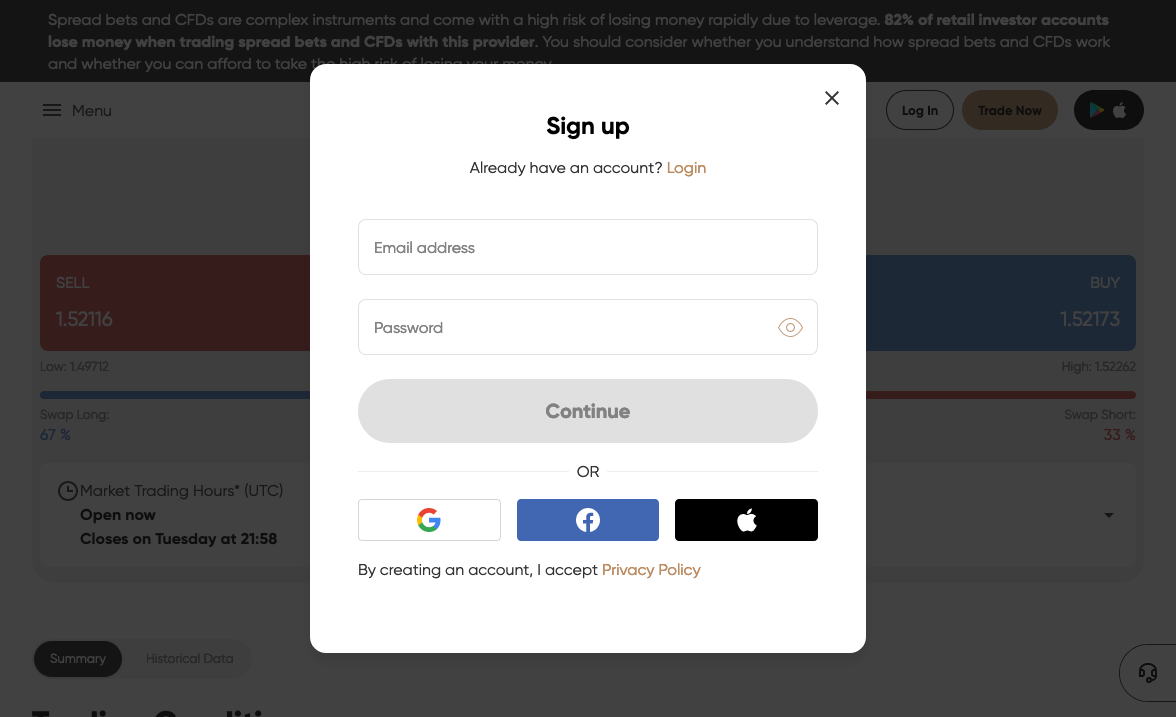 Spread bets and CFDs are complex instruments and come with a high risk of losing money rapidly due to leverage. 82% of retail investor accounts
lose money when trading spread bets and CFDs with this provider. You should consider whether you understand how spread bets and CFDs work
and whether you can afford to take the high risk of losing your money.
Menu
Log In
Trade Now
Sign up
Already have an account? Login
Email address
Password
Continue
OR
By creating an account, I accept Privacy Policy
SELL
1.52116
BUY
1.52173
Low: 1.49712
High: 1.52262
Swap Long:
67 %
Swap Short:
33 %
Market Trading Hours* (UTC)
Open now
Closes on Tuesday at 21:58
Summary
Historical Data
Trading